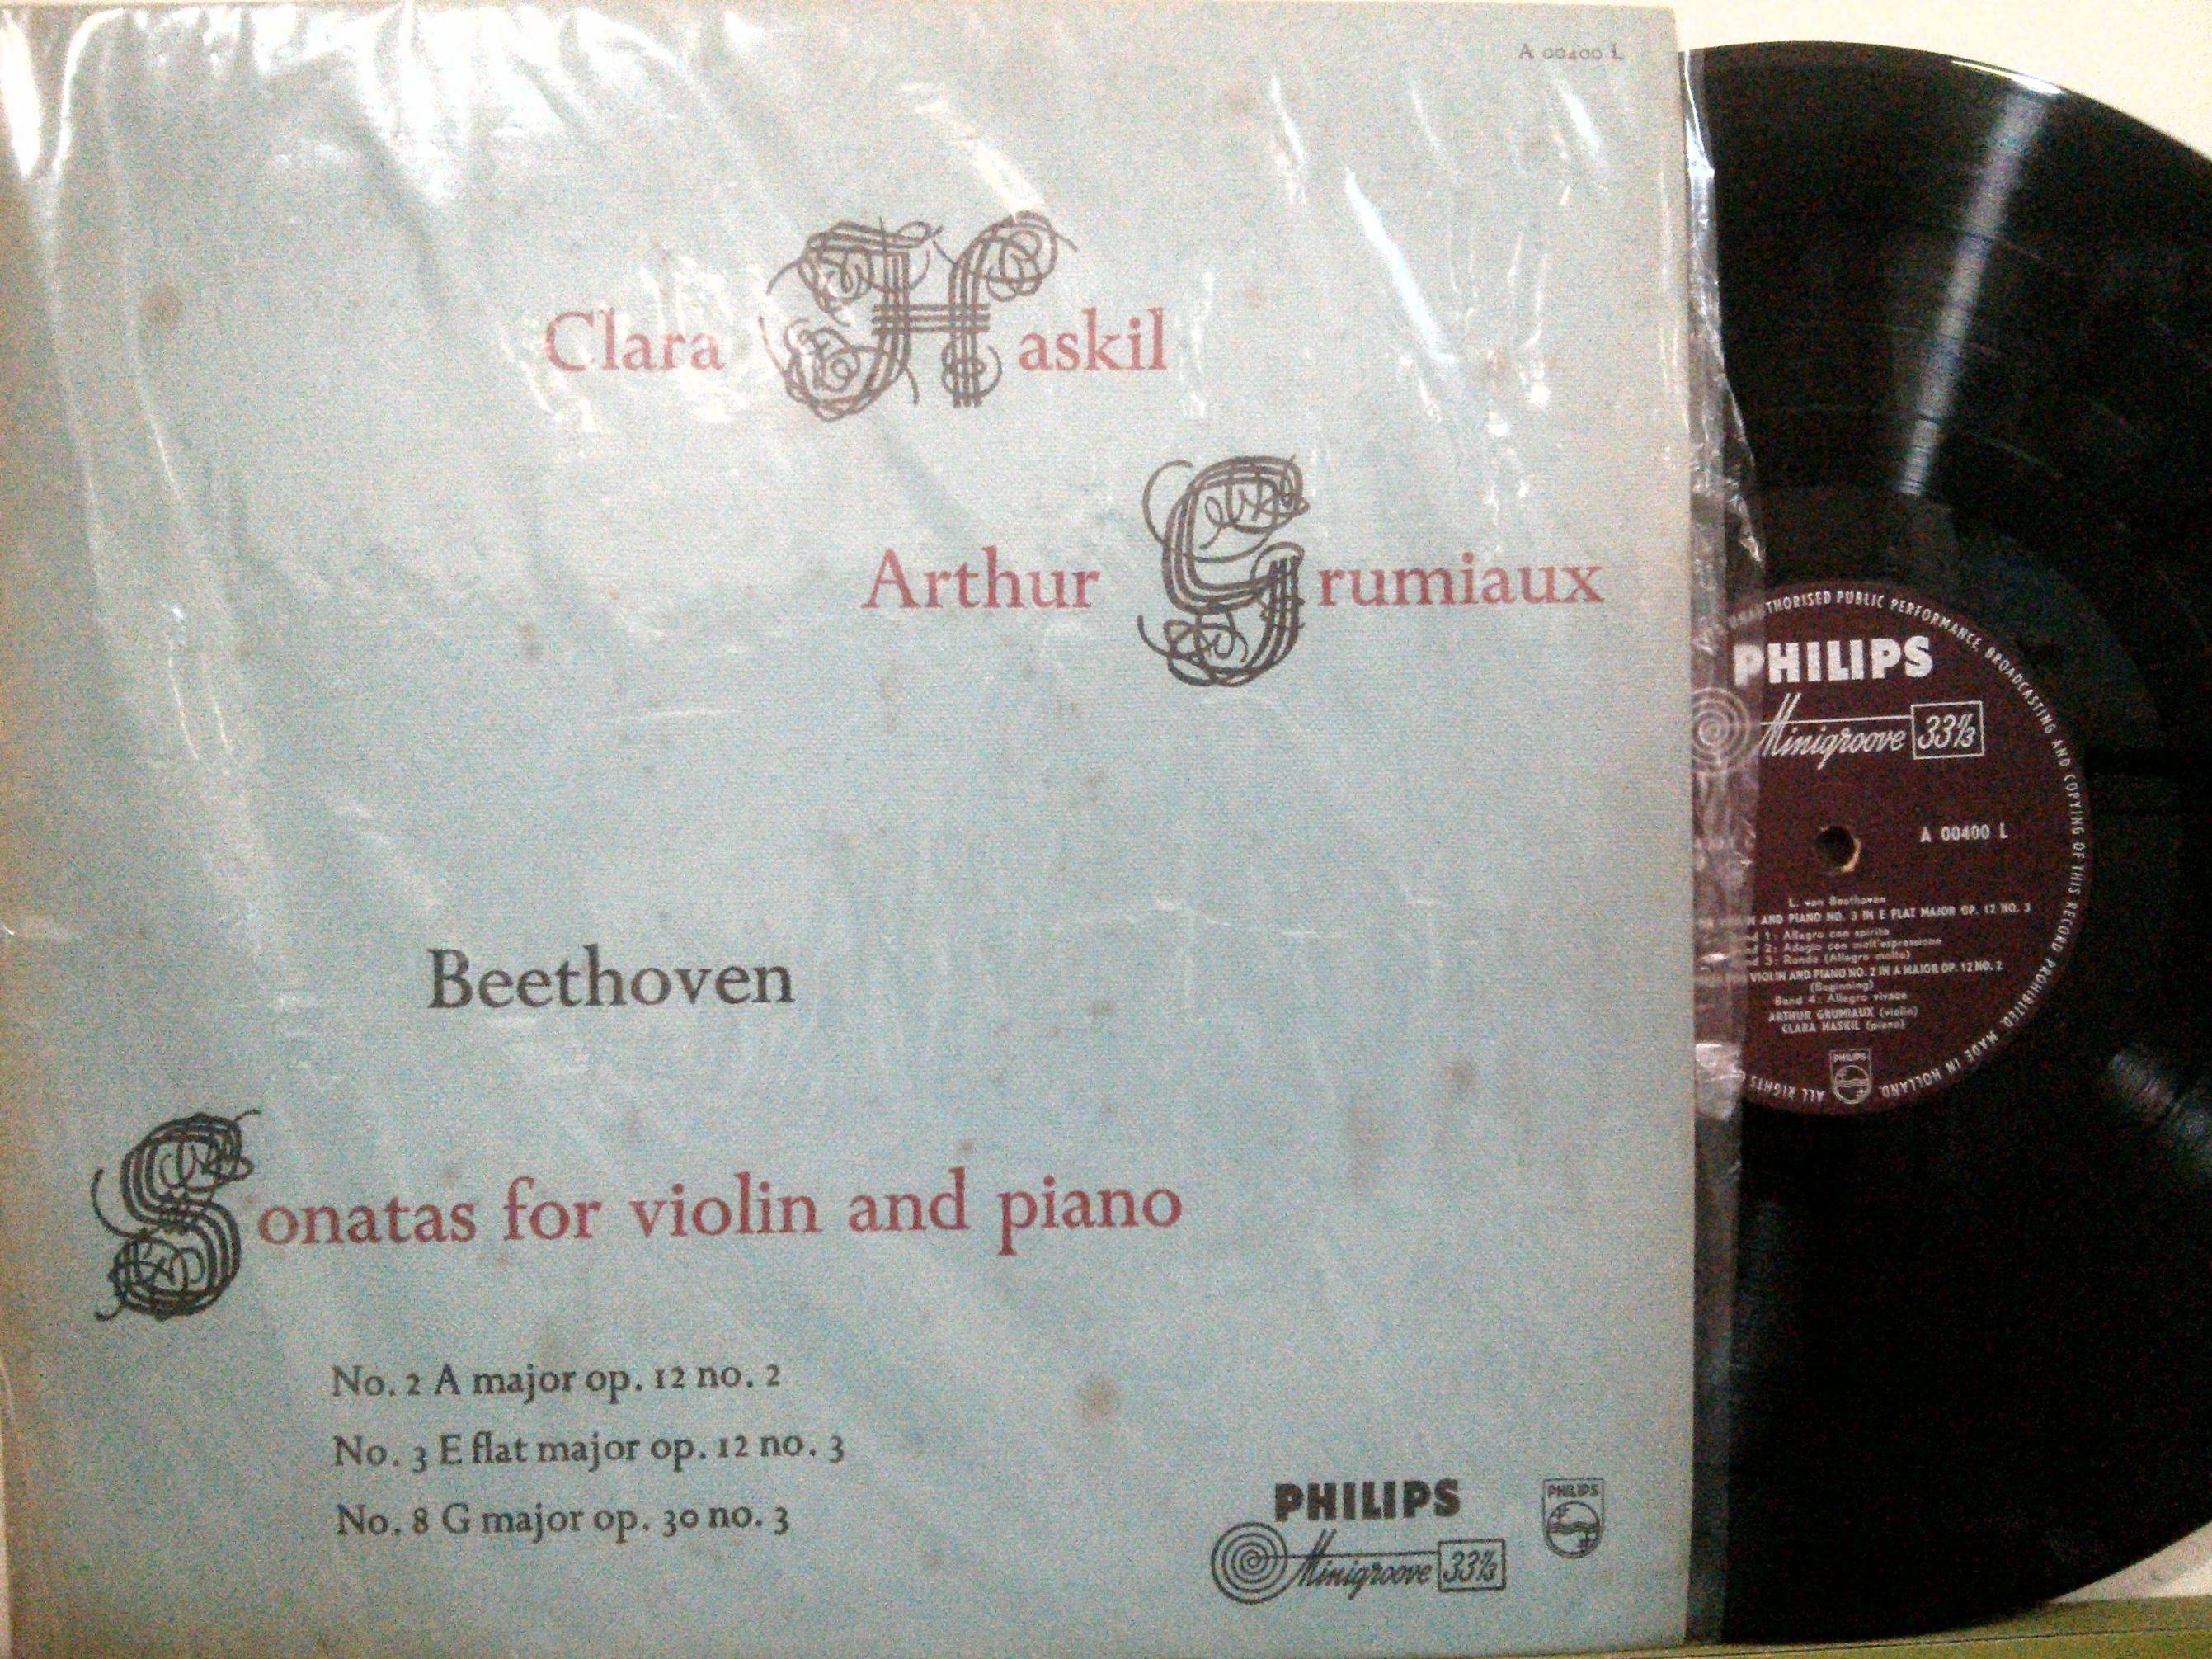 A 00400 L
Clara Haskil
Arthur Grumiaux
Beethoven
Sonatas for violin and piano
No. 2 A major op. 12 no. 2
No. 3 E flat major op. 12 no. 3
No. 8 G major op. 30 no. 3
PHILIPS
Minigroove 33⅓
PHILIPS
THORISED PUBLIC PERFORMANCE, BROADCASTING AND COPYING OF THIS RECORD PROHIBITED. MADE IN HOLLAND.
ALL RIGHTS
PHILIPS
Minigroove 33⅓
A 00400 L
L. van Beethoven
AND PIANO NO. 3 IN E FLAT MAJOR OP. 12 NO. 3
1: Allegro con spirito
2: Adagio con molt'espressione
3: Rondo (Allegro molto)
VIOLIN AND PIANO NO. 2 IN A MAJOR OP. 12 NO. 2
(Beginning)
Band 4: Allegro vivace
ARTHUR GRUMIAUX (violin)
CLARA HASKIL (piano)
PHILIPS